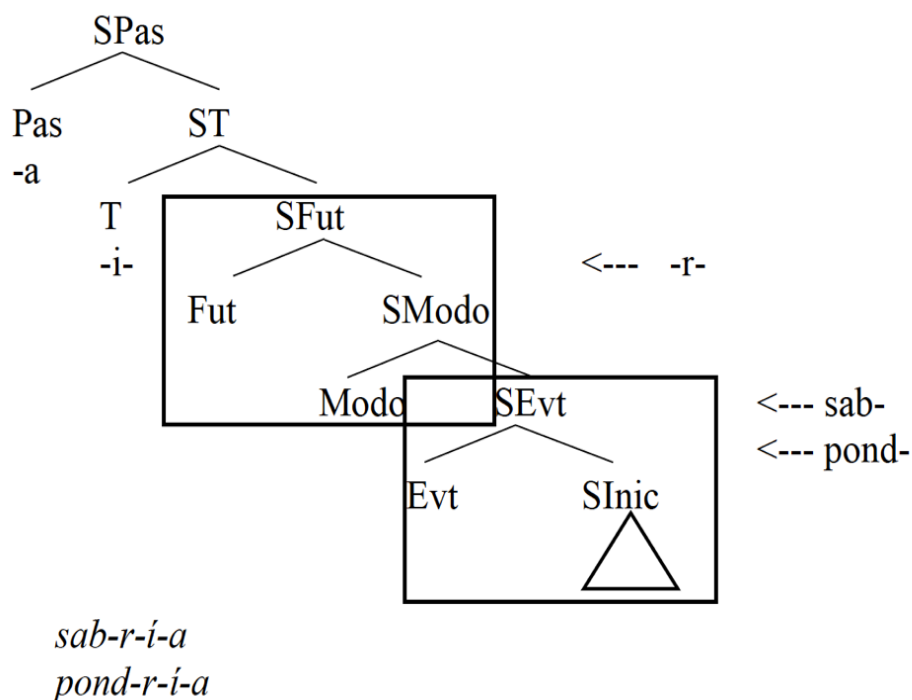 SPas
Pas ST
-a
T SFut
-i- <--- -r-
Fut SModo
Modo SEvt <--- sab-
<--- pond-
Evt SInic
sab-r-í-a
pond-r-í-a